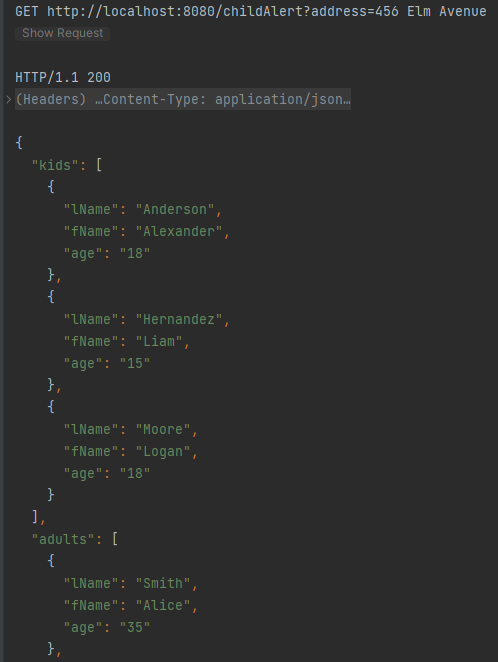 GET http://localhost:8080/childAlert?address=456 Elm Avenue
Show Request
HTTP/1.1 200
(Headers) …Content-Type: application/json…
{
"kids": [
{
"lName": "Anderson",
"fName": "Alexander",
"age": "18"
},
{
"lName": "Hernandez",
"fName": "Liam",
"age": "15"
},
{
"lName": "Moore",
"fName": "Logan",
"age": "18"
}
],
"adults": [
{
"lName": "Smith",
"fName": "Alice",
"age": "35"
},